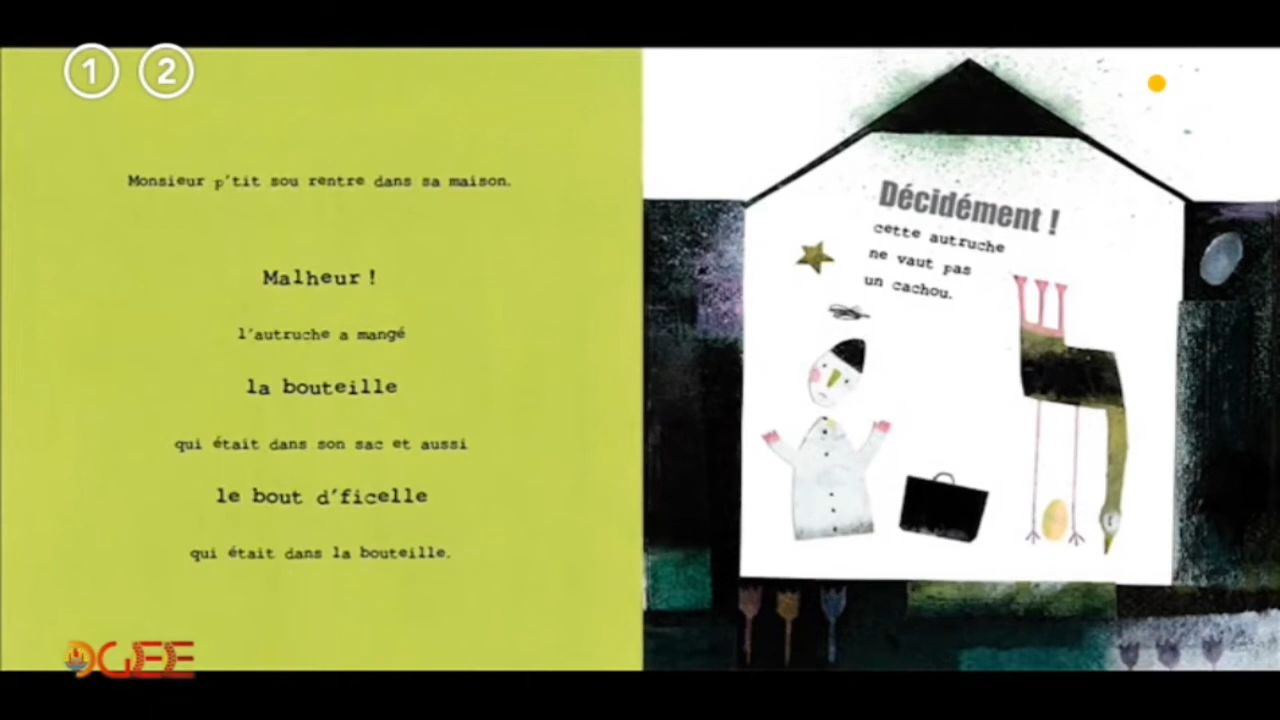 1 2
Monsieur p'tit sou rentre dans sa maison.
Malheur !
l'autruche a mangé
la bouteille
qui était dans son sac et aussi
le bout d'ficelle
qui était dans la bouteille.
Décidément !
cette autruche
ne vaut pas
un cachou.
DGEE